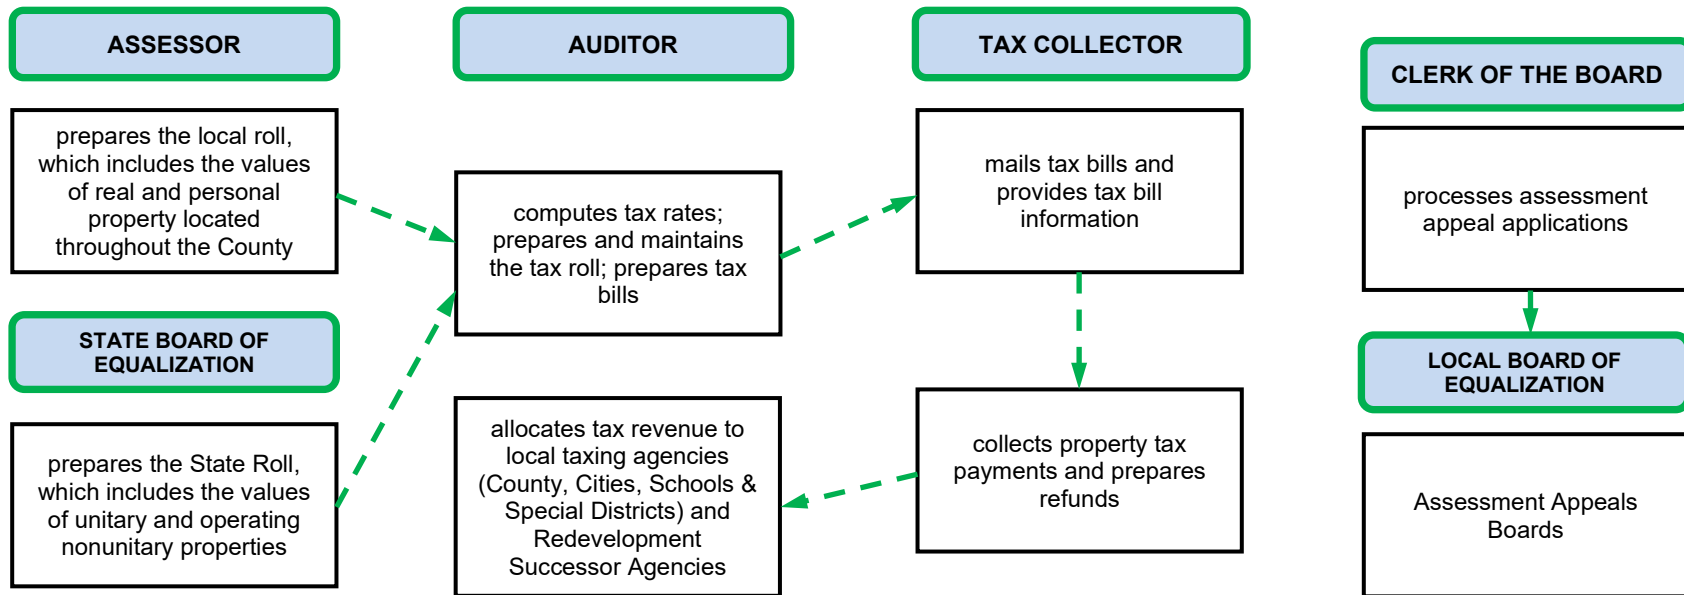 ASSESSOR
prepares the local roll,
which includes the values
of real and personal
property located
throughout the County
STATE BOARD OF
EQUALIZATION
prepares the State Roll,
which includes the values
of unitary and operating
nonunitary properties
AUDITOR
computes tax rates;
prepares and maintains
the tax roll; prepares tax
bills
allocates tax revenue to
local taxing agencies
(County, Cities, Schools &
Special Districts) and
Redevelopment
Successor Agencies
TAX COLLECTOR
mails tax bills and
provides tax bill
information
collects property tax
payments and prepares
refunds
CLERK OF THE BOARD
processes assessment
appeal applications
LOCAL BOARD OF
EQUALIZATION
Assessment Appeals
Boards